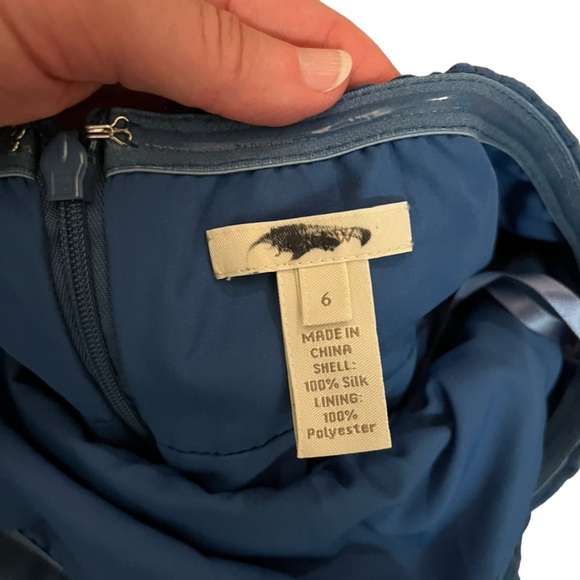 6
MADE IN
CHINA
SHELL:
100% Silk
LINING:
100%
Polyester